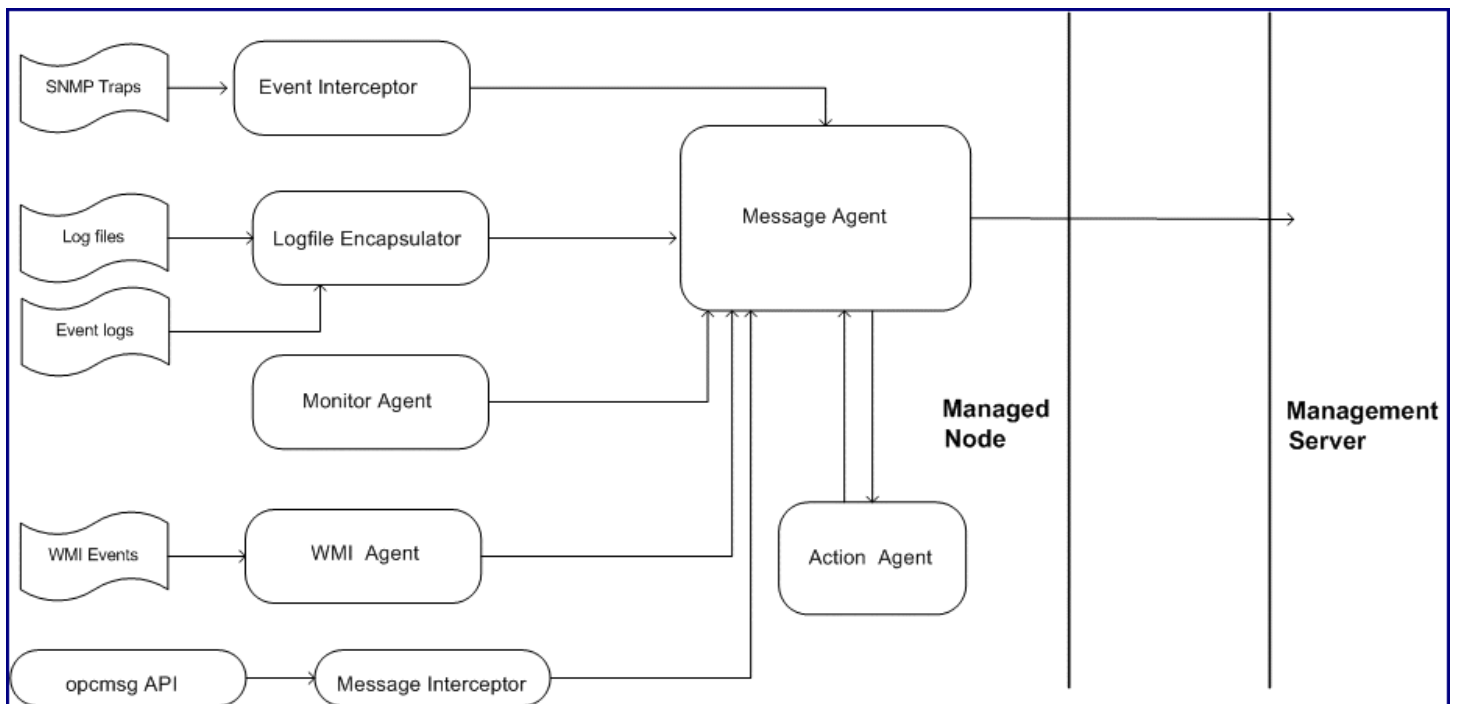 SNMP Traps
Event Interceptor
Message Agent
Log files
Logfile Encapsulator
Event logs
Monitor Agent
Managed
Node
Management
Server
WMI Events
WMI Agent
Action Agent
opcmsg API
Message Interceptor